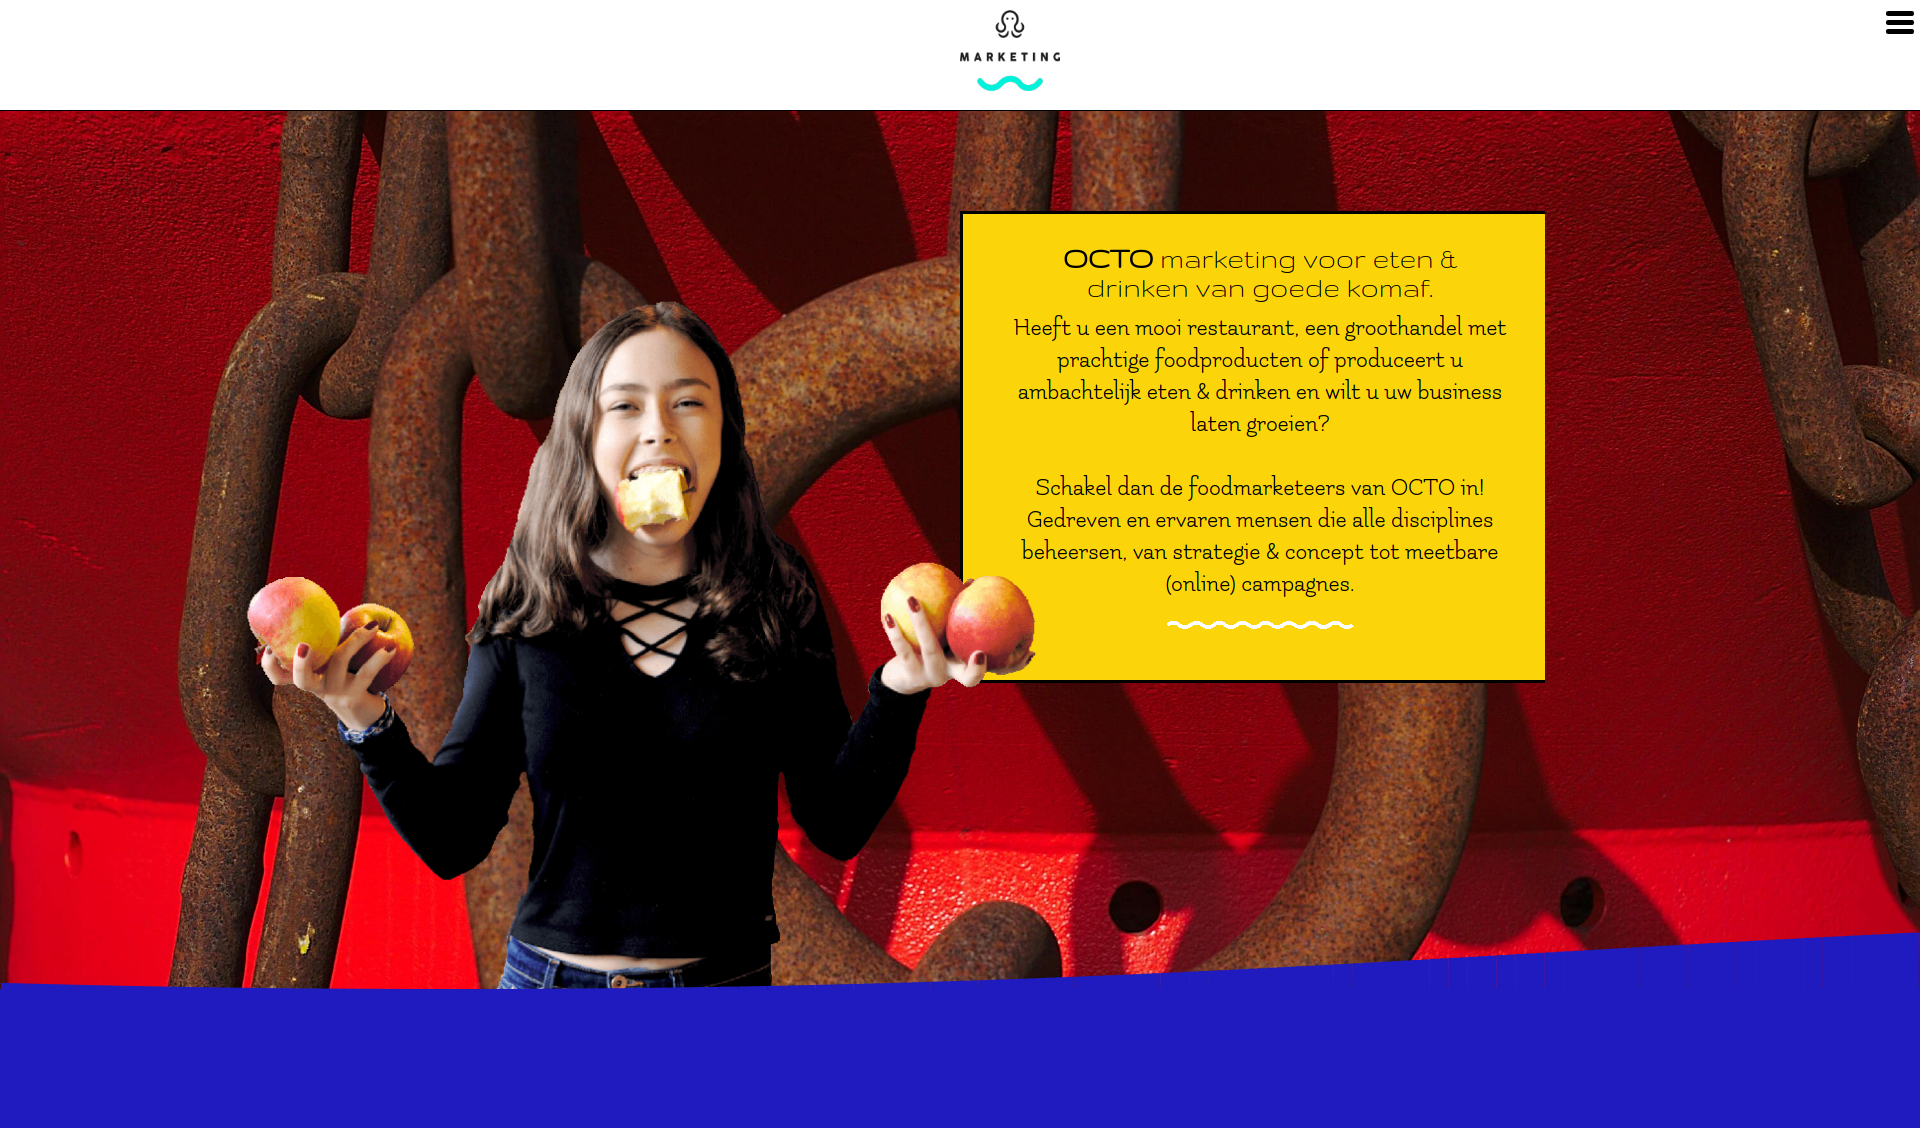 MARKETING
OCTO marketing voor eten &
drinken van goede komaf.
Heeft u een mooi restaurant, een groothandel met
prachtige foodproducten of produceert u
ambachtelijk eten & drinken en wilt u uw business
laten groeien?
Schakel dan de foodmarketeers van OCTO in!
Gedreven en ervaren mensen die alle disciplines
beheersen, van strategie & concept tot meetbare
(online) campagnes.